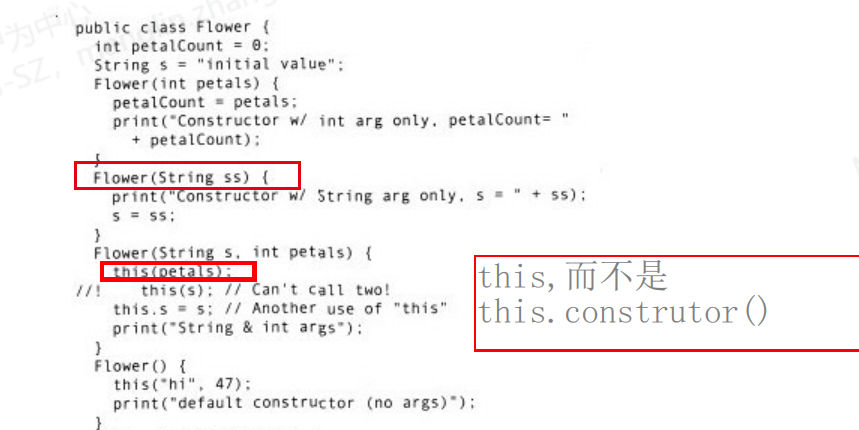 public class Flower {
int petalCount = 0;
String s = "initial value";
Flower(int petals) {
petalCount = petals;
print("Constructor w/ int arg only, petalCount= "
+ petalCount);
}
Flower(String ss) {
print("Constructor w/ String arg only, s = " + ss);
s = ss;
}
Flower(String s, int petals) {
this(petals);
//! this(s); // Can't call two!
this.s = s; // Another use of "this"
print("String & int args");
}
Flower() {
this("hi", 47);
print("default constructor (no args)");
}
this,而不是
this.construtor()